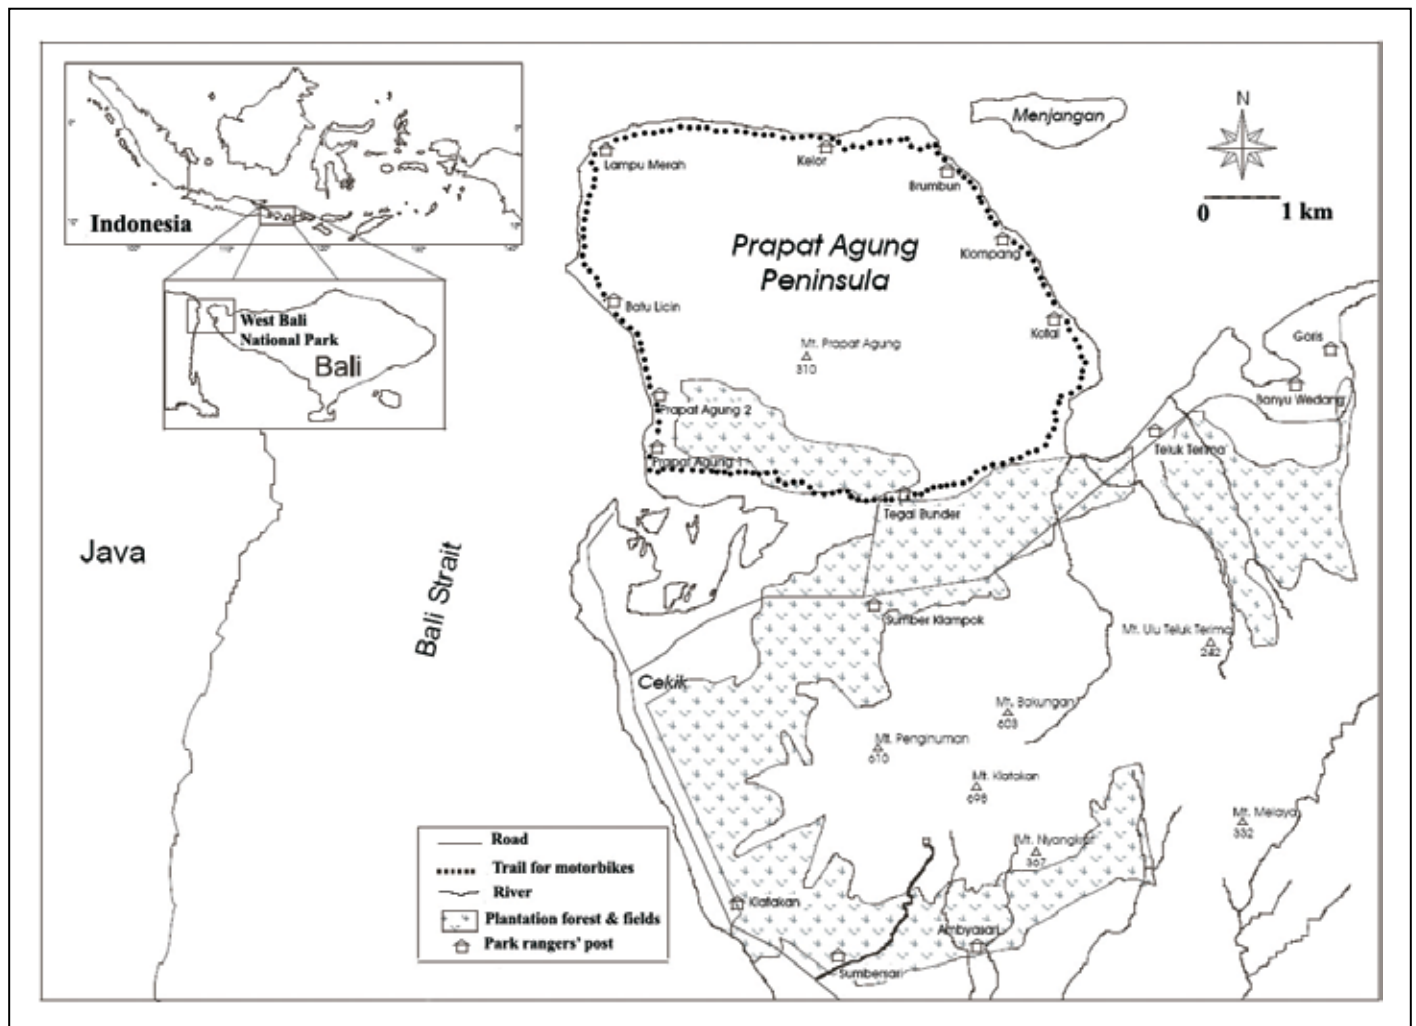 Indonesia
West Bali
National Park
Bali
Java
Bali Strait
Menjangan
N
0 1 km
Lampu Merah
Kelor
Brumbun
Prapat Agung
Peninsula
Klompang
Batu Licin
Kotal
Mt. Prapat Agung
310
Goris
Banyu Wedang
Prapat Agung 2
Prapat Agung 1
Teluk Terima
Tegal Bunder
Sumber Klampok
Mt. Ulu Teluk Terima
242
Cekik
Mt. Bakungan
603
Mt. Penginuman
610
Mt. Klatakan
698
Mt. Melaya
332
Mt. Nyangkrut
367
Klatakan
Ambyasari
Sumbersari
Road
Trail for motorbikes
River
Plantation forest & fields
Park rangers' post